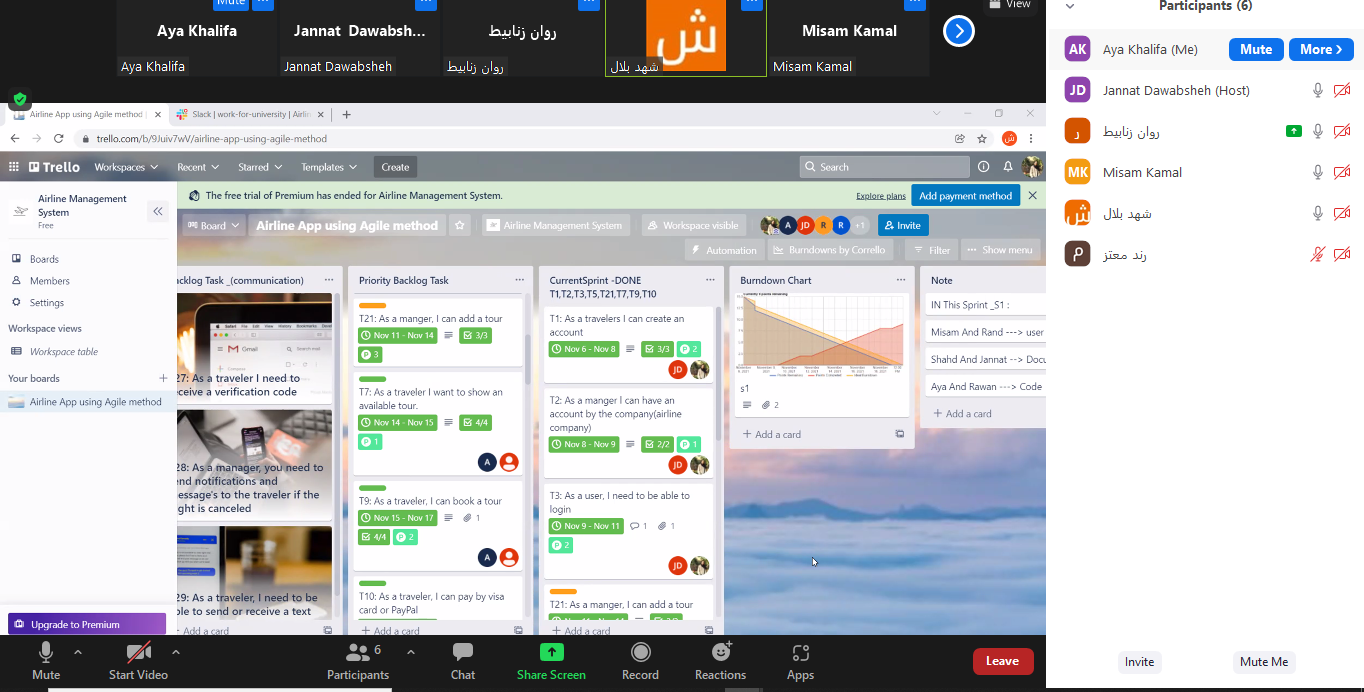 Mute
View
Participants (6)
Aya Khalifa
Jannat Dawabsh...
روان زنابيط
ش
Misam Kamal
Aya Khalifa
Jannat Dawabsheh
روان زنابيط
شهد بلال
Misam Kamal
AK Aya Khalifa (Me) Mute More
JD Jannat Dawabsheh (Host)
ر روان زنابيط
MK Misam Kamal
ش شهد بلال
رند معتز
Airline App using Agile method
Slack | work-for-university | Airlin
trello.com/b/9Juiv7wV/airline-app-using-agile-method
Trello Workspaces Recent Starred Templates Create Search
Airline Management System
Free
Boards
Members
Settings
Workspace views
Workspace table
Your boards
Airline App using Agile method
Upgrade to Premium
The free trial of Premium has ended for Airline Management System. Explore plans Add payment method
Board Airline App using Agile method Airline Management System Workspace visible A JD R R +1 Invite
Automation Burndowns by Corrello Filter Show menu
acklog Task _(communication)
27: As a traveler I need to
ceive a verification code
28: As a manager, you need to
end notifications and
essage's to the traveler if the
ght is canceled
29: As a traveler, I need to be
ble to send or receive a text
Add a card
Priority Backlog Task
T21: As a manger, I can add a tour
Nov 11 - Nov 14 3/3
P 3
T7: As a traveler I want to show an
available tour.
Nov 14 - Nov 15 4/4
P 1
A
T9: As a traveler, I can book a tour
Nov 15 - Nov 17 1
4/4 P 2
A
T10: As a traveler, I can pay by visa
card or PayPal
Add a card
CurrentSprint -DONE
T1,T2,T3,T5,T21,T7,T9,T10
T1: As a travelers I can create an
account
Nov 6 - Nov 8 3/3 P 2
JD
T2: As a manger I can have an
account by the company(airline
company)
Nov 8 - Nov 9 2/2 P 1
JD
T3: As a user, I need to be able to
login
Nov 9 - Nov 11 1 1
P 2
JD
T21: As a manger, I can add a tour
Add a card
Burndown Chart
s1
2
Add a card
Note
IN This Sprint _S1 :
Misam And Rand ---> user
Shahd And Jannat --> Docu
Aya And Rawan ---> Code
Add a card
Mute
Start Video
Participants 6
Chat
Share Screen
Record
Reactions
Apps
Leave
Invite
Mute Me